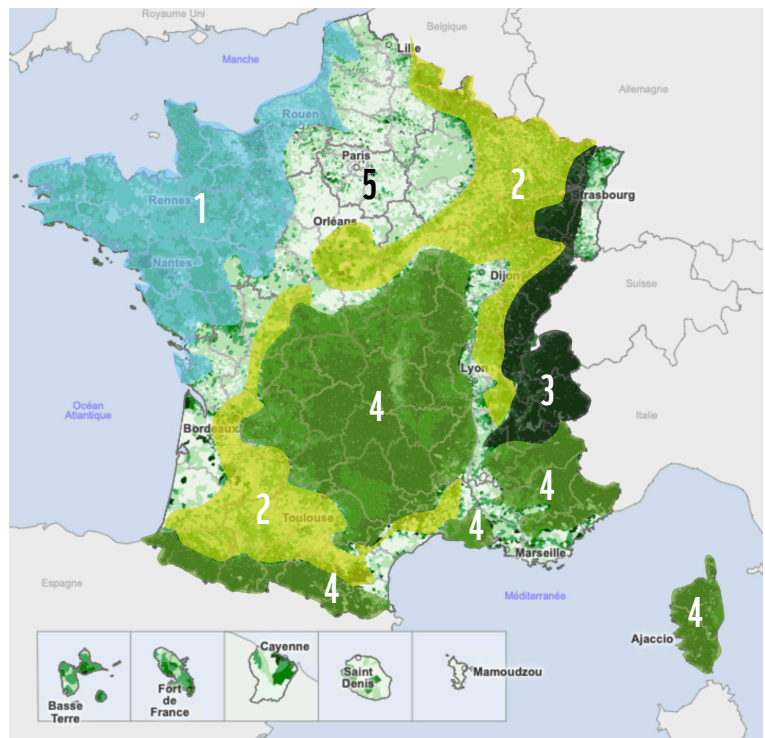 Royaume Uni
Belgique
Lille
Manche
Allemagne
Rouen
Paris
5
2
Strasbourg
Rennes
1
Orléans
Nantes
Dijon
Suisse
Lyon
3
4
Océan
Atlantique
Italie
Bordeaux
4
2
Toulouse
4
Marseille
Espagne
4
Méditerranée
4
Ajaccio
Basse
Terre
Fort
de
France
Cayenne
Saint
Denis
Mamoudzou